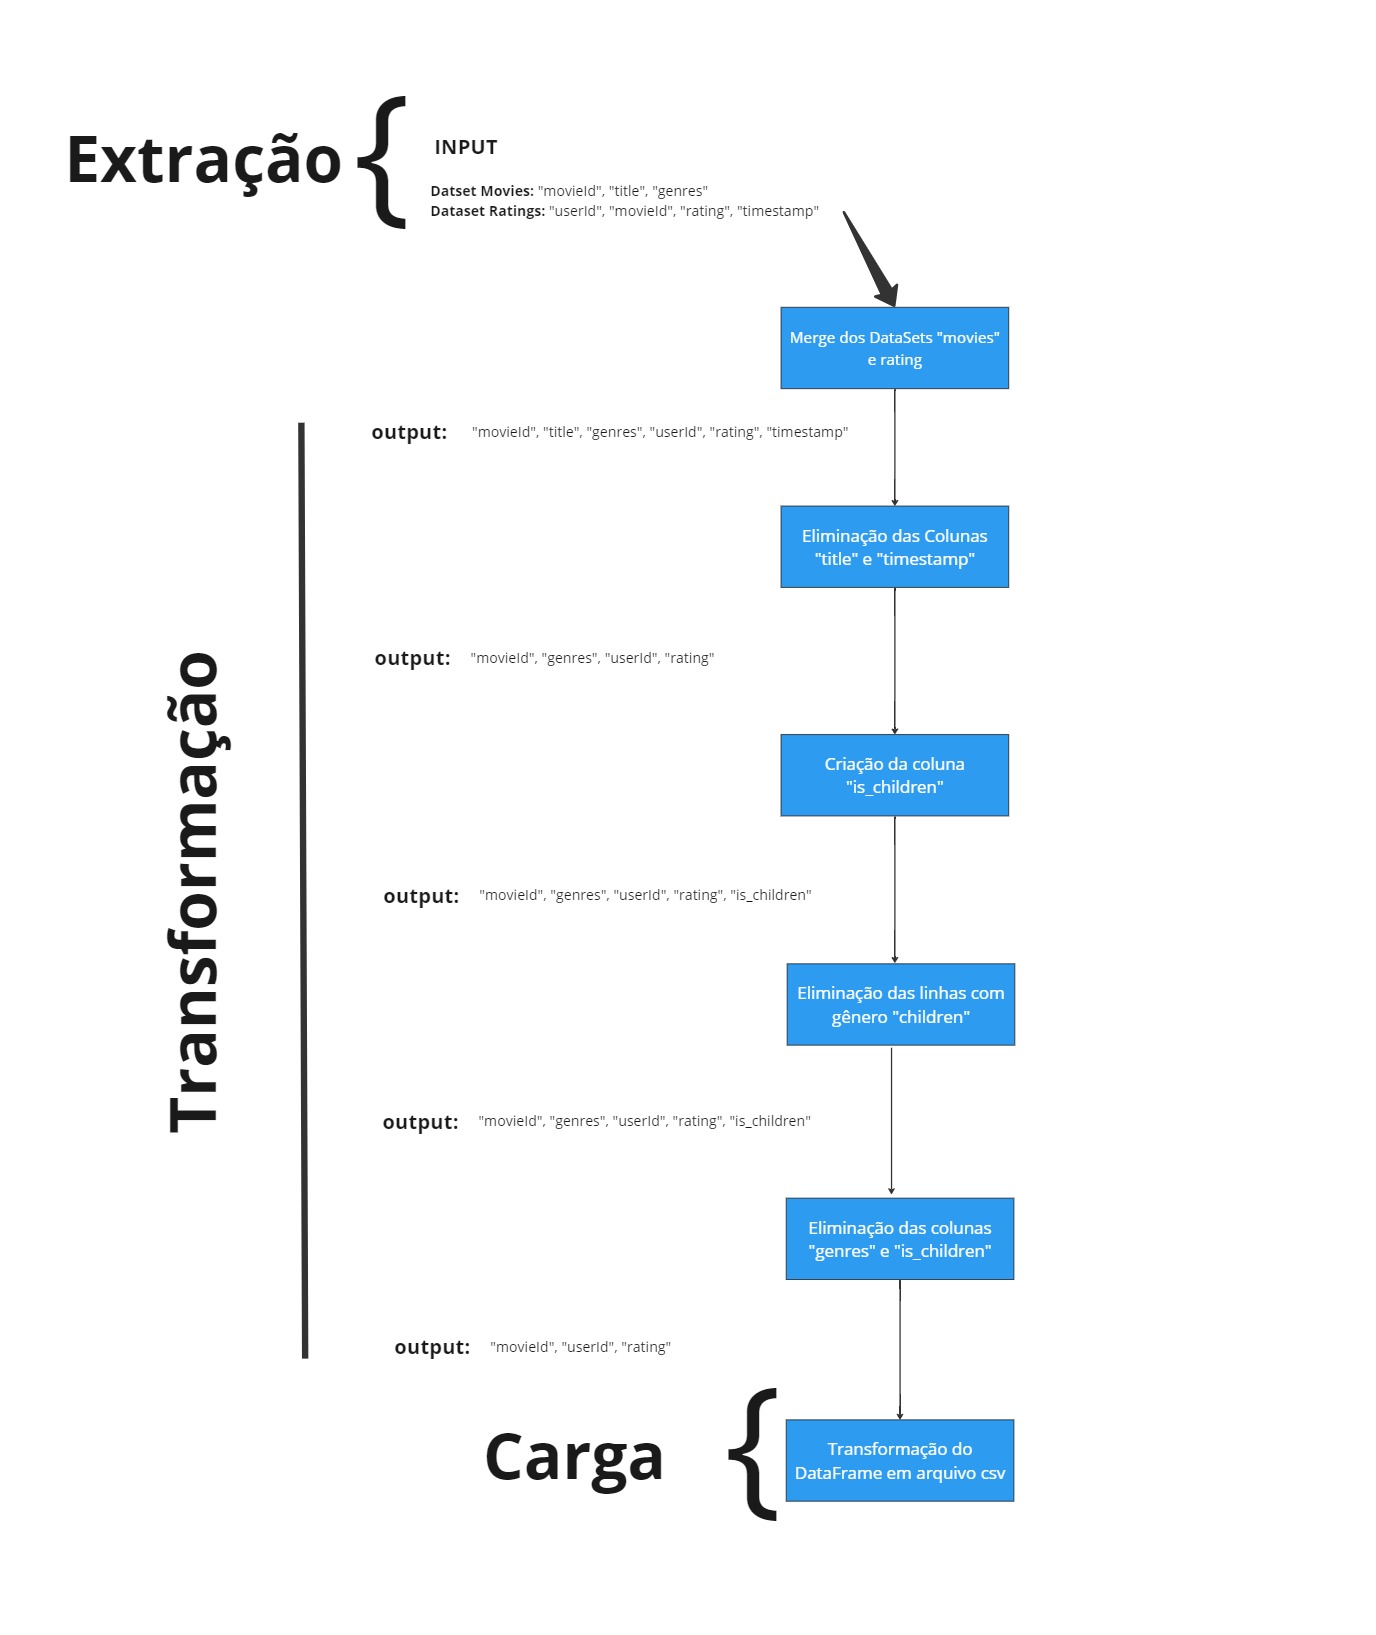 Extração
INPUT
Datset Movies: "movieId", "title", "genres"
Dataset Ratings: "userId", "movieId", "rating", "timestamp"
Merge dos DataSets "movies"
e rating
output: "movieId", "title", "genres", "userId", "rating", "timestamp"
Eliminação das Colunas
"title" e "timestamp"
Transformação
output: "movieId", "genres", "userId", "rating"
Criação da coluna
"is_children"
output: "movieId", "genres", "userId", "rating", "is_children"
Eliminação das linhas com
gênero "children"
output: "movieId", "genres", "userId", "rating", "is_children"
Eliminação das colunas
"genres" e "is_children"
output: "movieId", "userId", "rating"
Carga
Transformação do
DataFrame em arquivo csv